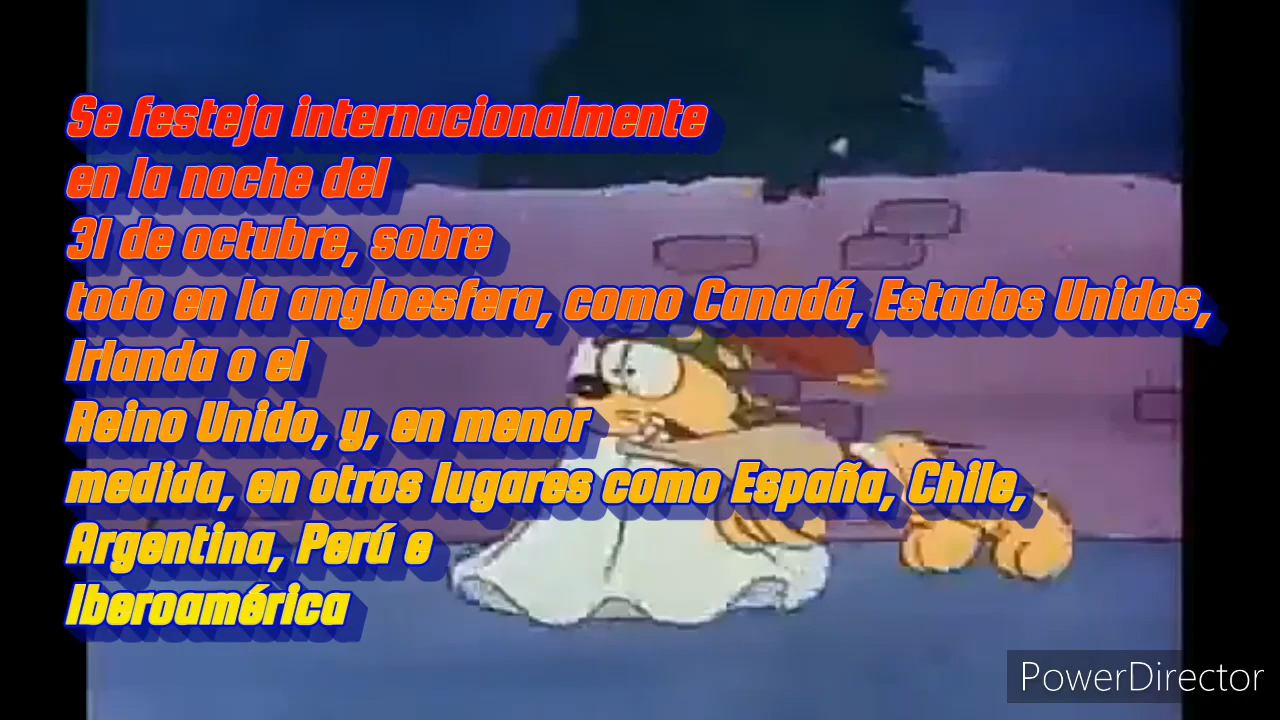 Se festeja internacionalmente
en la noche del
31 de octubre, sobre
todo en la angloesfera, como Canadá, Estados Unidos,
Irlanda o el
Reino Unido, y, en menor
medida, en otros lugares como España, Chile,
Argentina, Perú e
Iberoamérica
PowerDirector